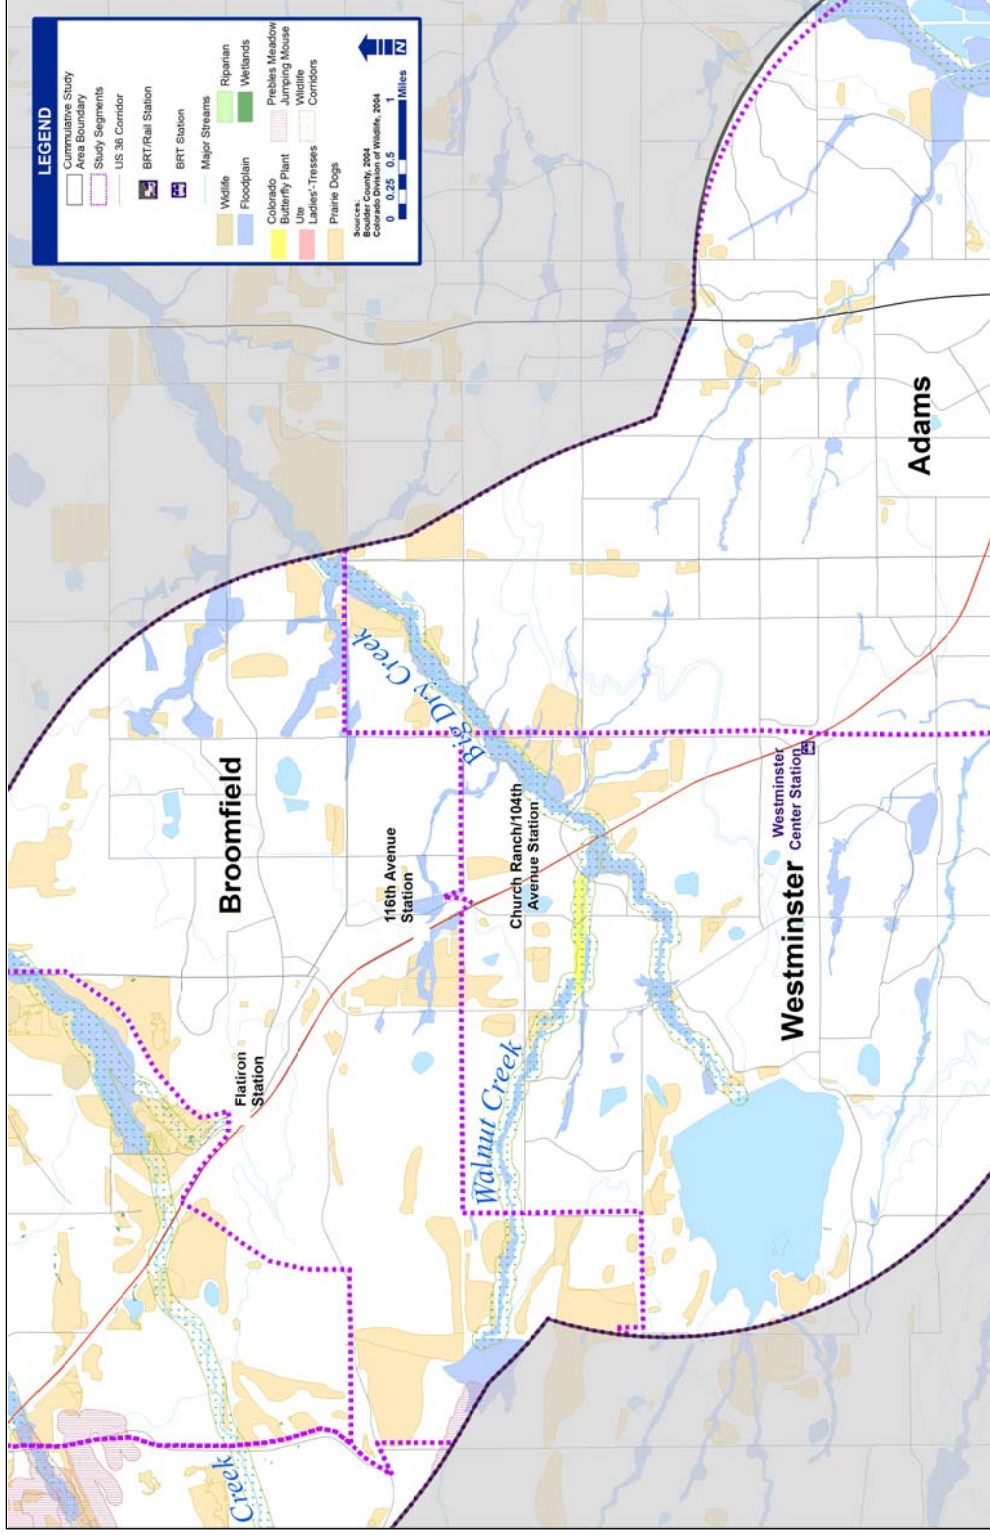 LEGEND
Cummulative Study
Area Boundary
Study Segments
US 36 Corridor
BRT/Rail Station
BRT Station
Major Streams
Widlife
Floodplain
Riparian
Wetlands
Colorado
Butterfly Plant
Ute
Ladies'-Tresses
Prairie Dogs
Prebles Meadow
Jumping Mouse
Wildlife
Corridors
Sources:
Boulder County, 2004
Colorado Division of Wildlife, 2004
0 0.25 0.5 1
Miles
N
Broomfield
Flatiron
Station
116th Avenue
Station
Big Dry Creek
Church Ranch/104th
Avenue Station
Walnut Creek
Creek
Westminster
Westminster
Center Station
Adams